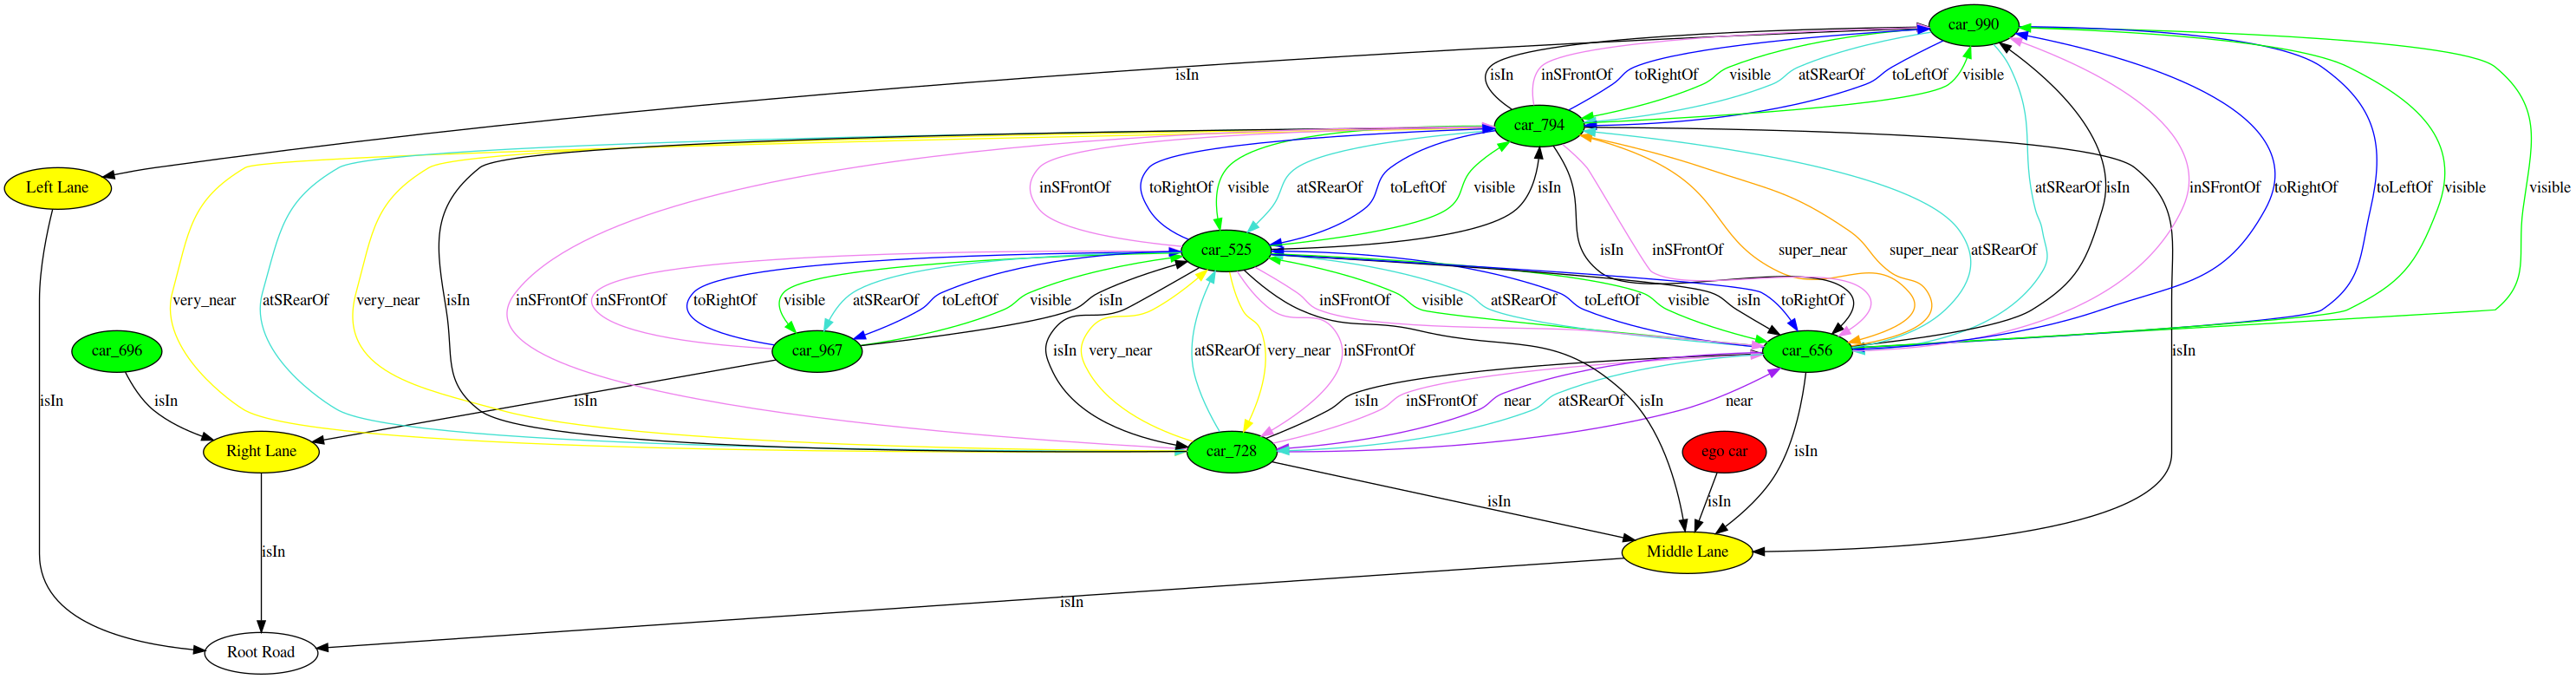 car_990
isIn
isIn
inSFrontOf
toRightOf
visible
atSRearOf
toLeftOf
visible
car_794
Left Lane
inSFrontOf
toRightOf
visible
atSRearOf
toLeftOf
visible
isIn
atSRearOf
isIn
inSFrontOf
toRightOf
toLeftOf
visible
visible
car_525
isIn
inSFrontOf
super_near
super_near
atSRearOf
very_near
atSRearOf
very_near
isIn
inSFrontOf
inSFrontOf
toRightOf
visible
atSRearOf
toLeftOf
visible
isIn
inSFrontOf
visible
atSRearOf
toLeftOf
visible
isIn
toRightOf
car_696
car_967
isIn
very_near
atSRearOf
very_near
inSFrontOf
car_656
isIn
isIn
isIn
isIn
isIn
inSFrontOf
near
atSRearOf
isIn
near
Right Lane
car_728
ego car
isIn
isIn
isIn
isIn
Middle Lane
isIn
Root Road